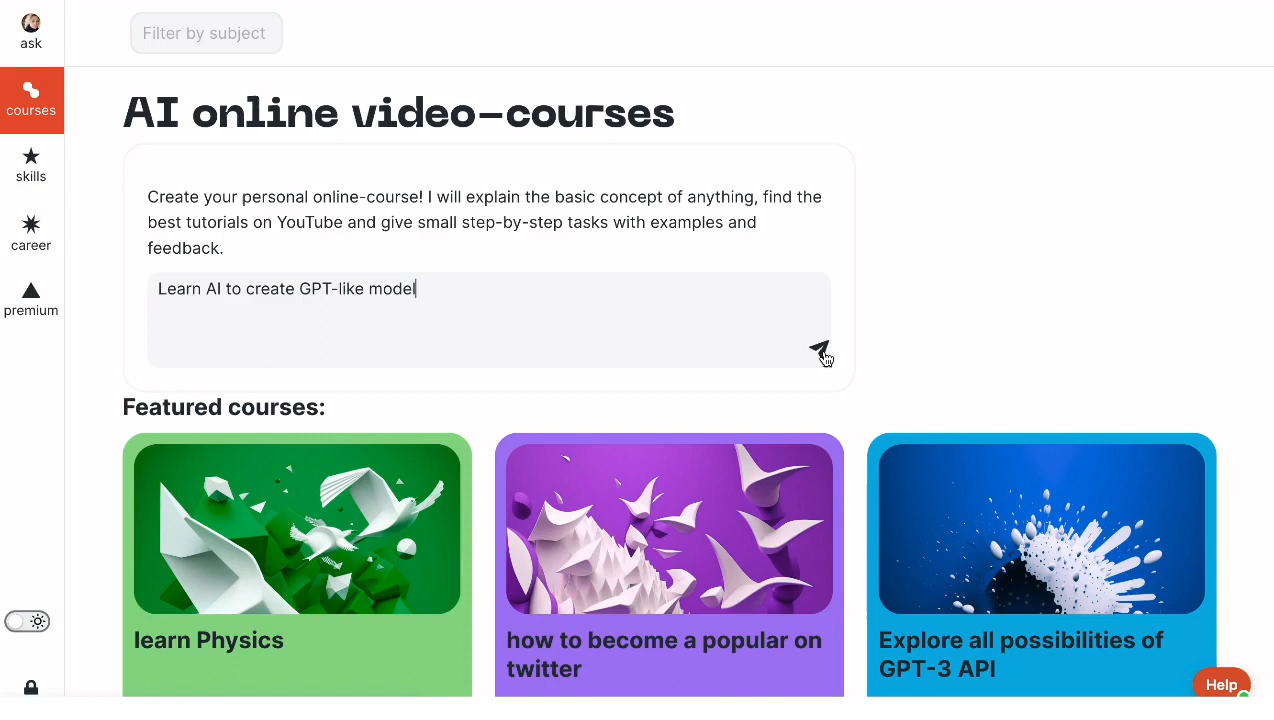 ask
courses
skills
career
premium
Filter by subject
AI online video-courses
Create your personal online-course! I will explain the basic concept of anything, find the
best tutorials on YouTube and give small step-by-step tasks with examples and
feedback.
Learn AI to create GPT-like model
Featured courses:
learn Physics
how to become a popular on
twitter
Explore all possibilities of
GPT-3 API
Help